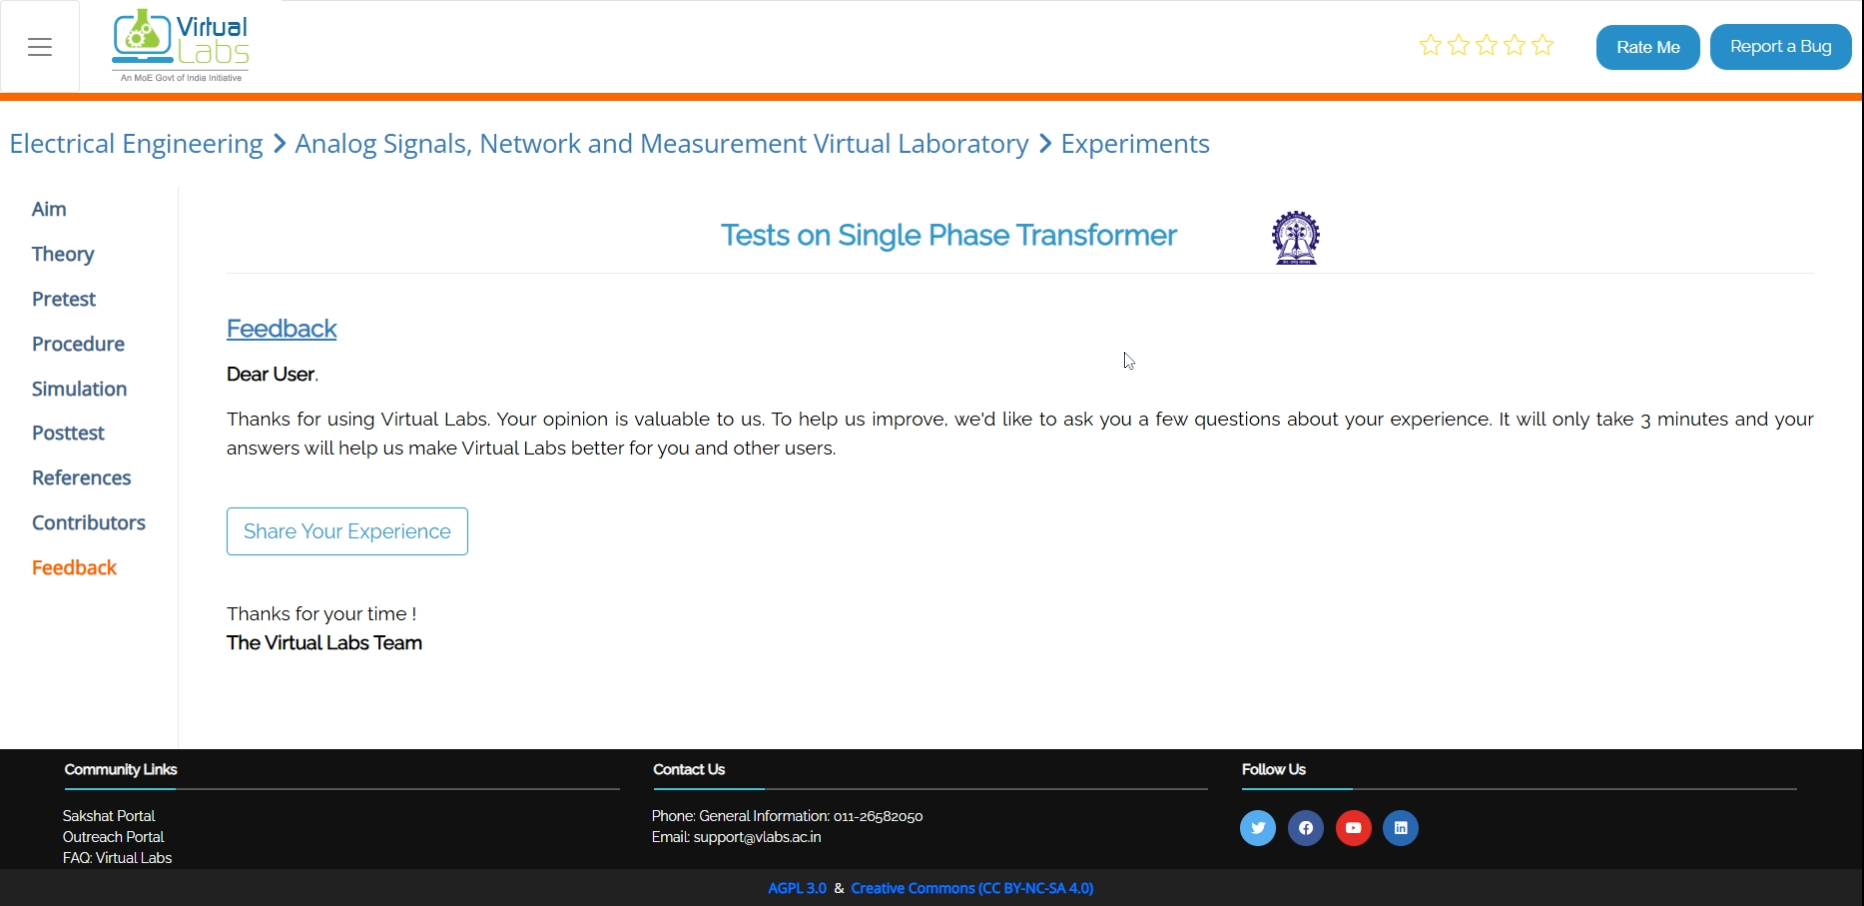 Virtual
Labs
An MoE Govt of India Initiative
Rate Me
Report a Bug
Electrical Engineering
Analog Signals, Network and Measurement Virtual Laboratory
Experiments
Aim
Theory
Pretest
Procedure
Simulation
Posttest
References
Contributors
Feedback
Tests on Single Phase Transformer
Feedback
Dear User.
Thanks for using Virtual Labs. Your opinion is valuable to us. To help us improve, we'd like to ask you a few questions about your experience. It will only take 3 minutes and your
answers will help us make Virtual Labs better for you and other users.
Share Your Experience
Thanks for your time !
The Virtual Labs Team
Community Links
Sakshat Portal
Outreach Portal
FAQ: Virtual Labs
Contact Us
Phone: General Information: 011-26582050
Email: support@vlabs.ac.in
Follow Us
AGPL 3.0 & Creative Commons (CC BY-NC-SA 4.0)